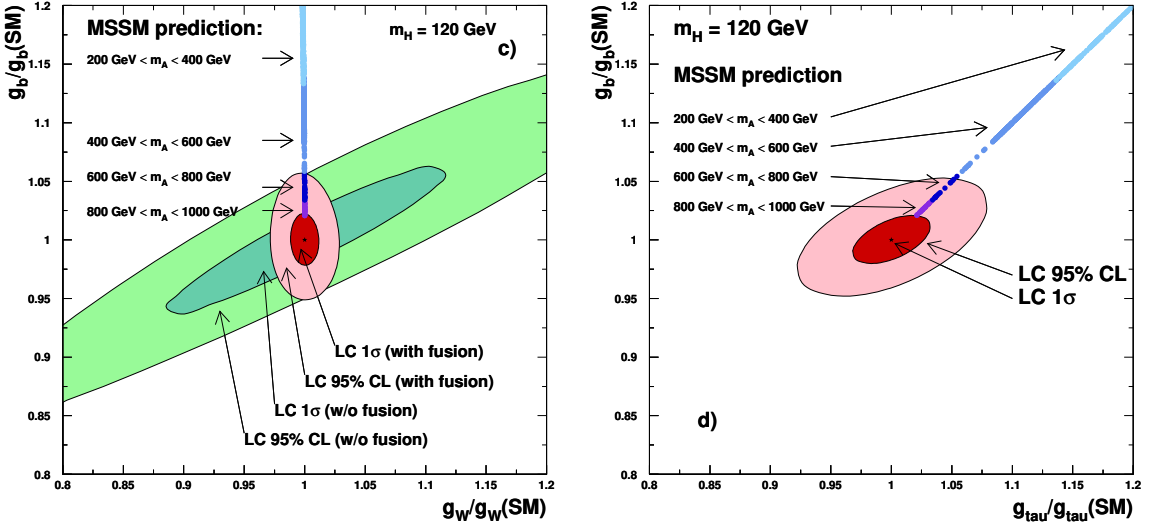 MSSM prediction:
m_H = 120 GeV
c)
200 GeV < m_A < 400 GeV
400 GeV < m_A < 600 GeV
600 GeV < m_A < 800 GeV
800 GeV < m_A < 1000 GeV
LC 1σ (with fusion)
LC 95% CL (with fusion)
LC 1σ (w/o fusion)
LC 95% CL (w/o fusion)
g_b/g_b(SM)
1.2
1.15
1.1
1.05
1
0.95
0.9
0.85
0.8
0.8
0.85
0.9
0.95
1
1.05
1.1
1.15
1.2
g_W/g_W(SM)
m_H = 120 GeV
MSSM prediction
200 GeV < m_A < 400 GeV
400 GeV < m_A < 600 GeV
600 GeV < m_A < 800 GeV
800 GeV < m_A < 1000 GeV
LC 95% CL
LC 1σ
d)
g_b/g_b(SM)
1.2
1.15
1.1
1.05
1
0.95
0.9
0.85
0.8
0.8
0.85
0.9
0.95
1
1.05
1.1
1.15
1.2
g_tau/g_tau(SM)